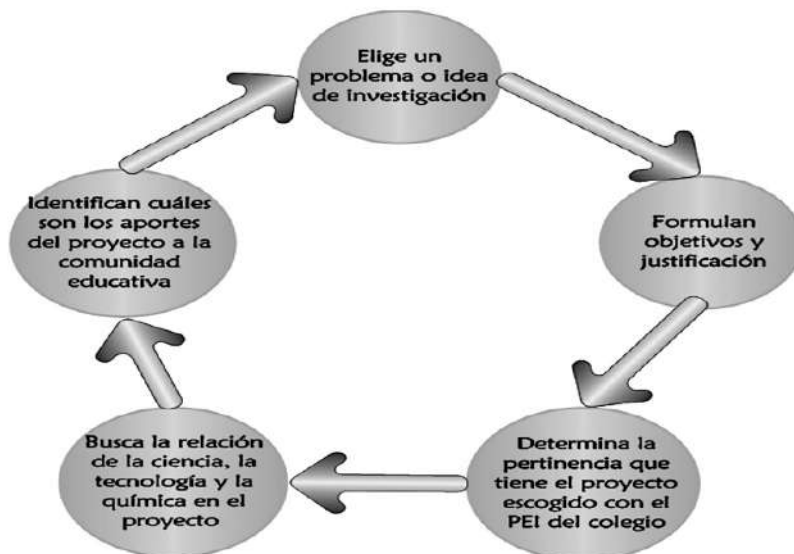 Elige un
problema o idea
de investigación
Formulan
objetivos y
justificación
Determina la
pertinencia que
tiene el proyecto
escogido con el
PEI del colegio
Busca la relación
de la ciencia, la
tecnología y la
química en el
proyecto
Identifican cuáles
son los aportes
del proyecto a la
comunidad
educativa